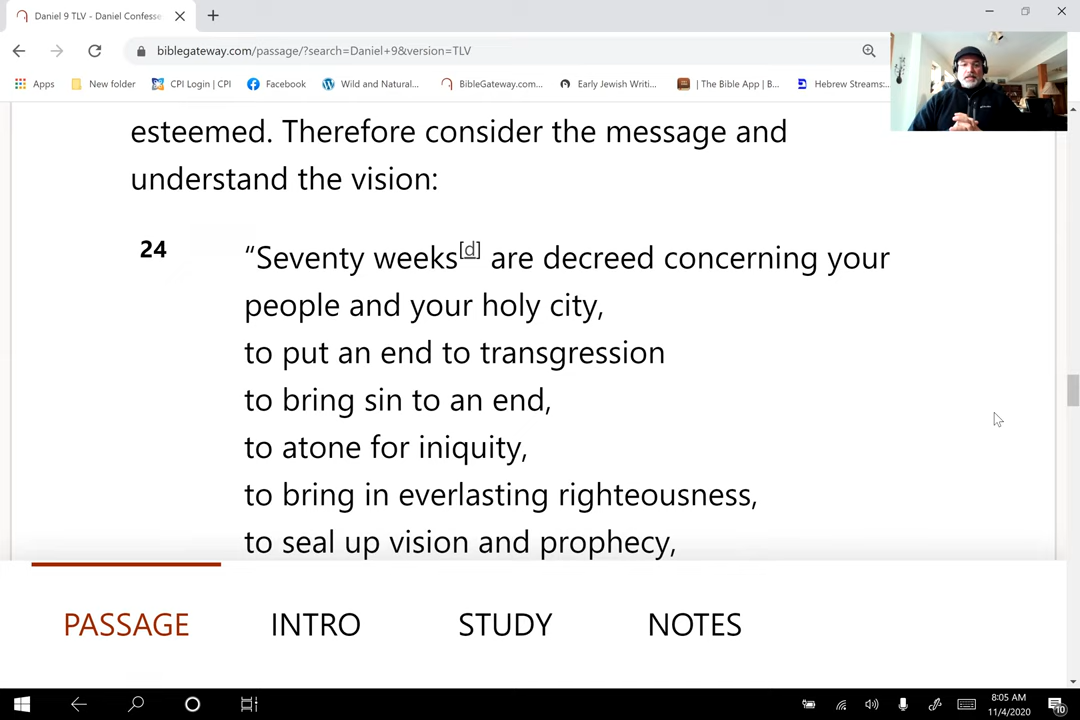 Daniel 9 TLV - Daniel Confesse
biblegateway.com/passage/?search=Daniel+9&version=TLV
Apps New folder CPI Login | CPI Facebook Wild and Natural... BibleGateway.com... Early Jewish Writi... | The Bible App | B... Hebrew Streams:...
esteemed. Therefore consider the message and
understand the vision:
24 “Seventy weeks[d] are decreed concerning your
people and your holy city,
to put an end to transgression
to bring sin to an end,
to atone for iniquity,
to bring in everlasting righteousness,
to seal up vision and prophecy,
PASSAGE INTRO STUDY NOTES
8:05 AM
11/4/2020
10